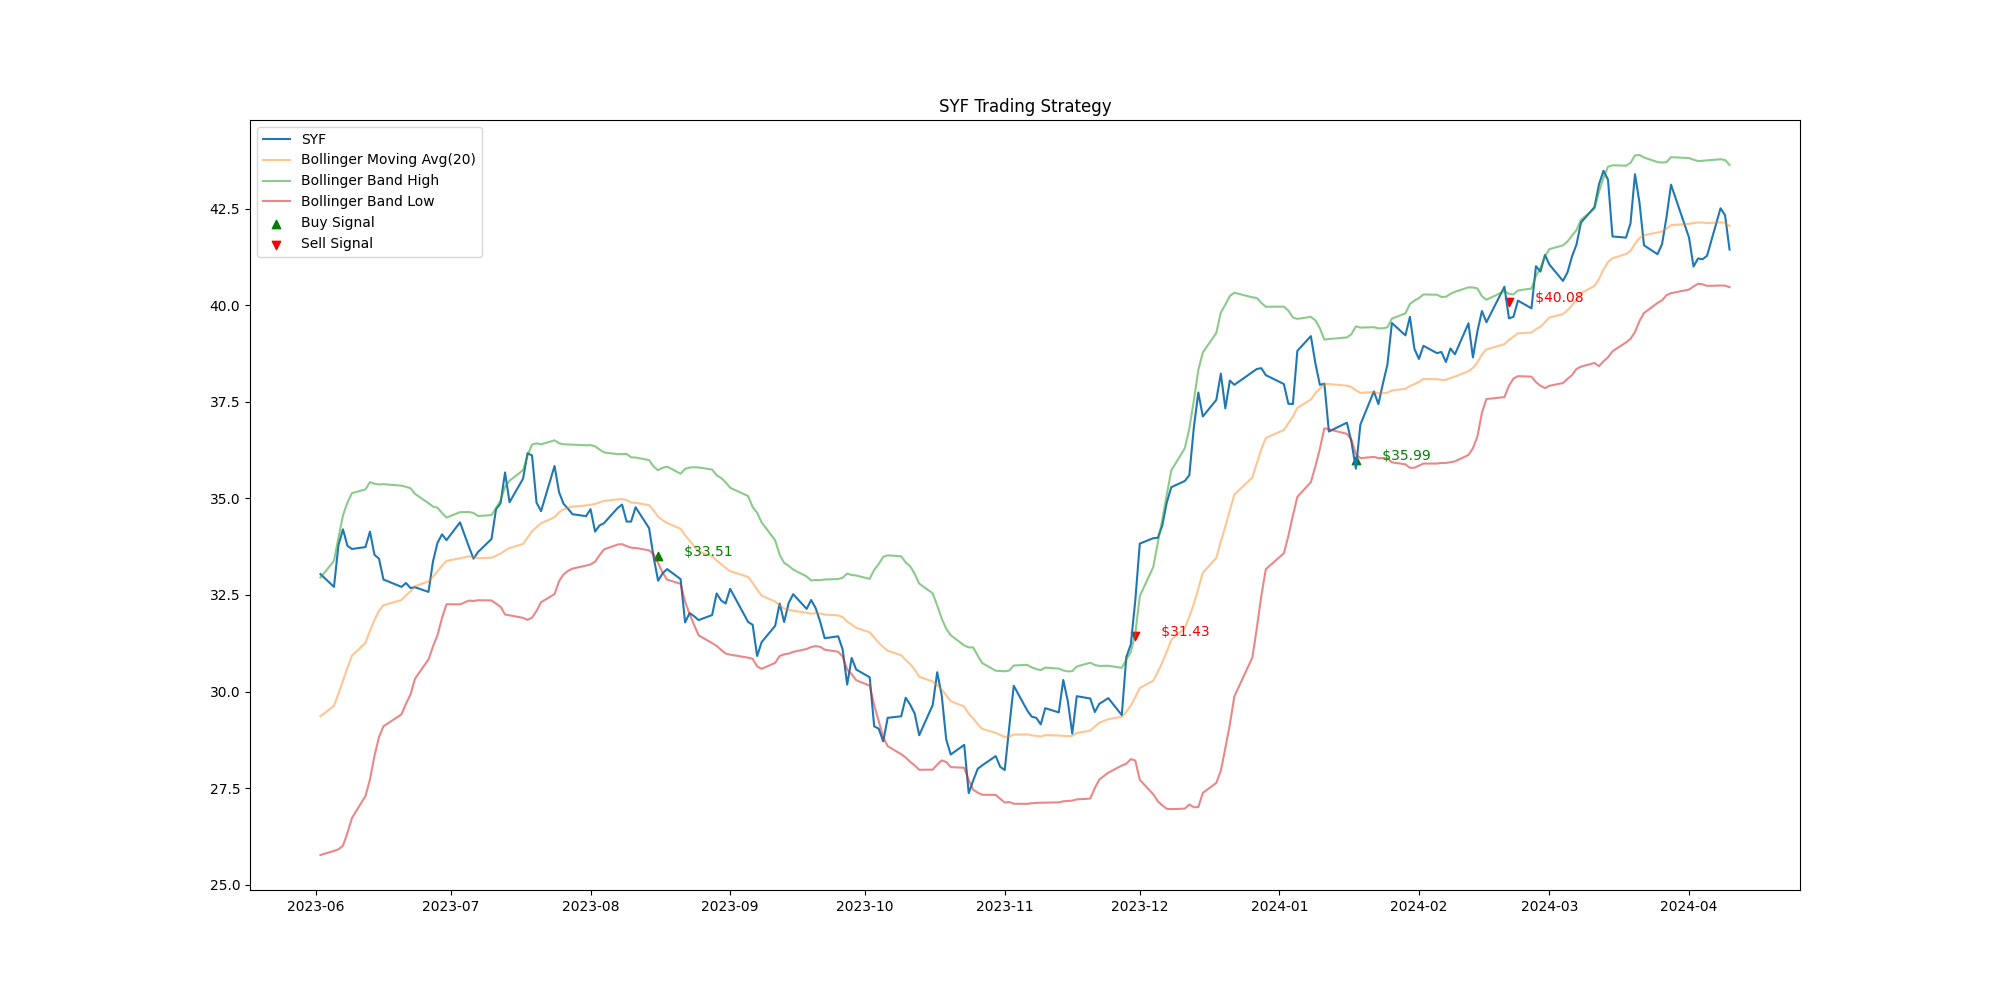 SYF Trading Strategy
SYF
Bollinger Moving Avg(20)
Bollinger Band High
Bollinger Band Low
Buy Signal
Sell Signal
42.5
40.0
37.5
35.0
32.5
30.0
27.5
25.0
$40.08
$35.99
$33.51
$31.43
2023-06 2023-07 2023-08 2023-09 2023-10 2023-11 2023-12 2024-01 2024-02 2024-03 2024-04